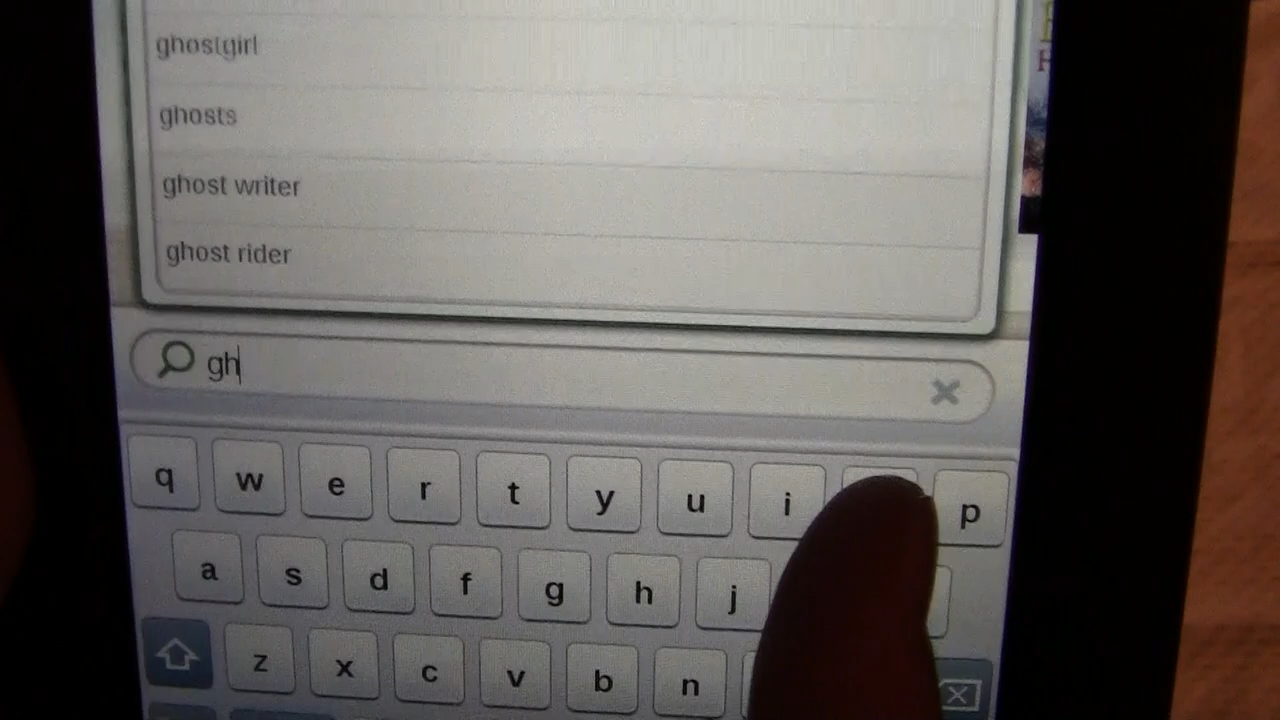 ghostgirl
ghosts
ghost writer
ghost rider
gh
q w e r t y u i p
a s d f g h j
z x c v b n